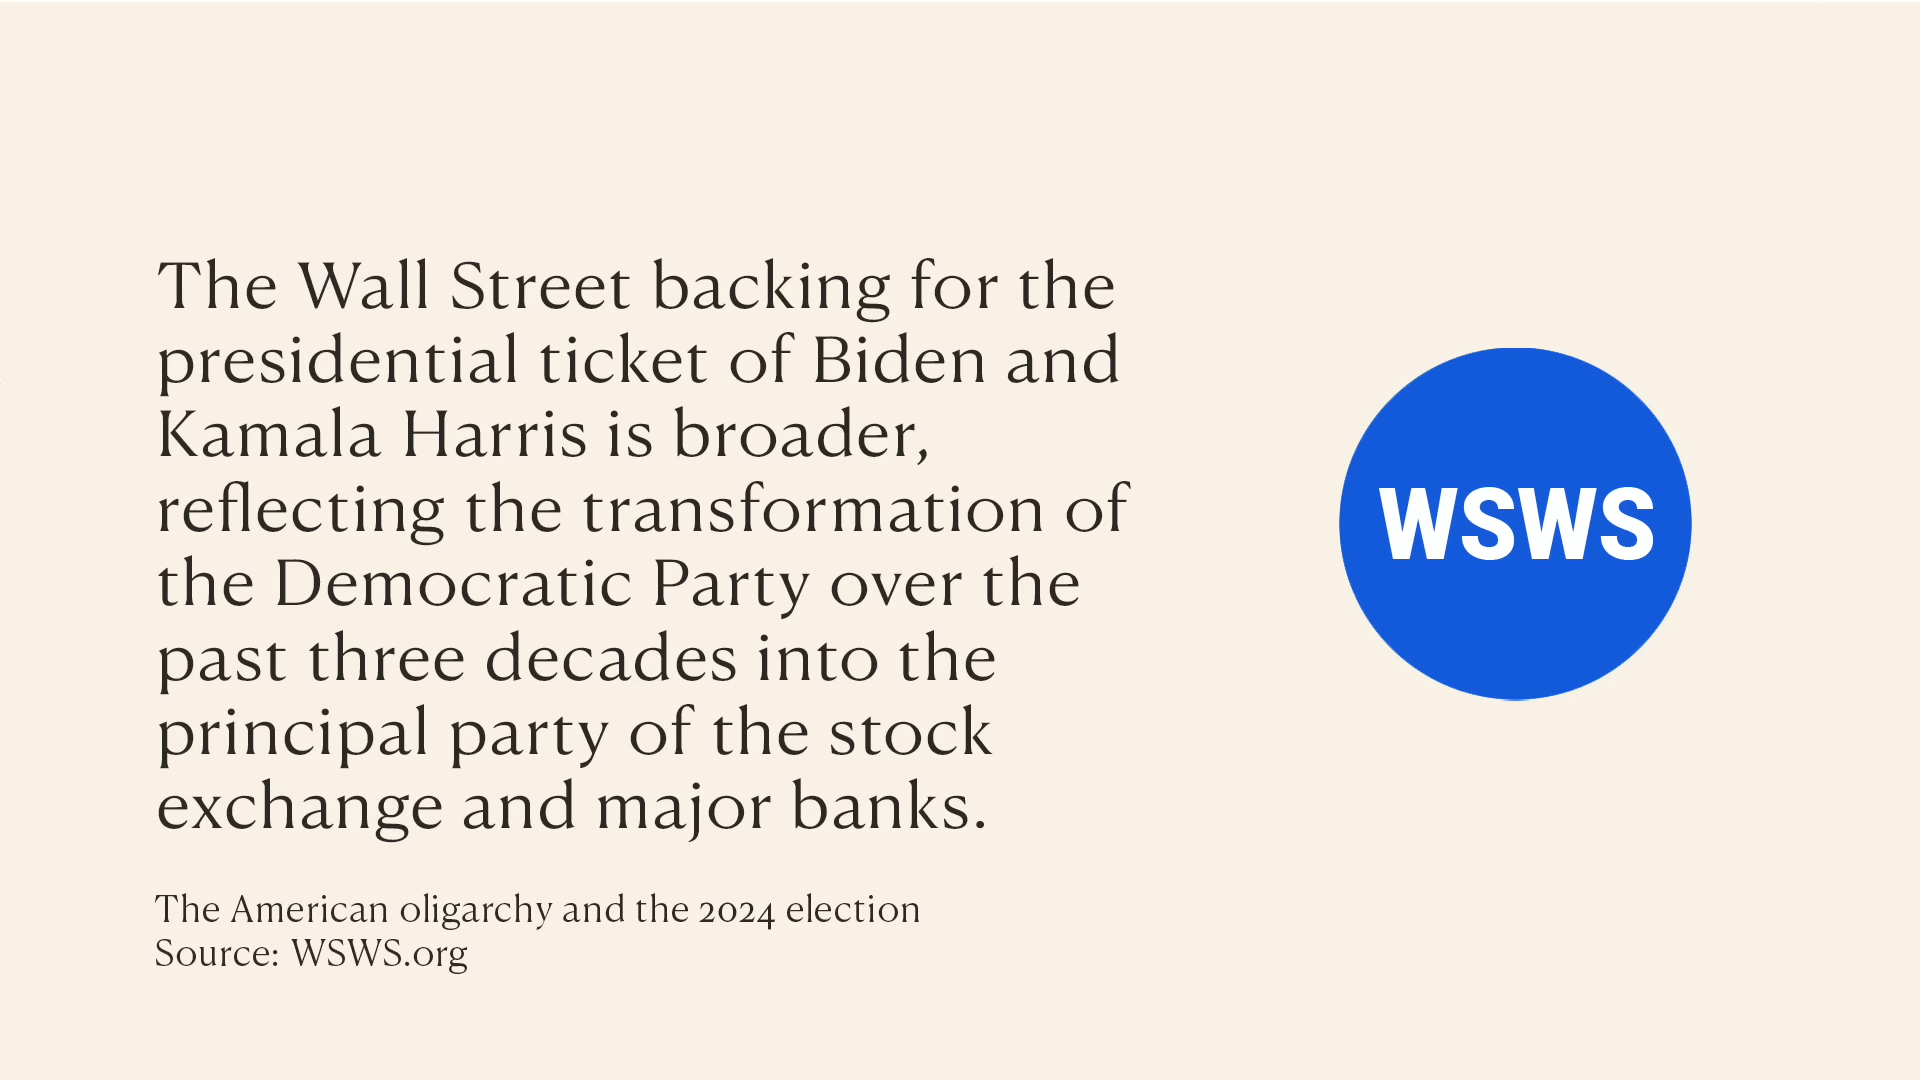 The Wall Street backing for the
presidential ticket of Biden and
Kamala Harris is broader,
reflecting the transformation of
the Democratic Party over the
past three decades into the
principal party of the stock
exchange and major banks.
The American oligarchy and the 2024 election
Source: WSWS.org
WSWS